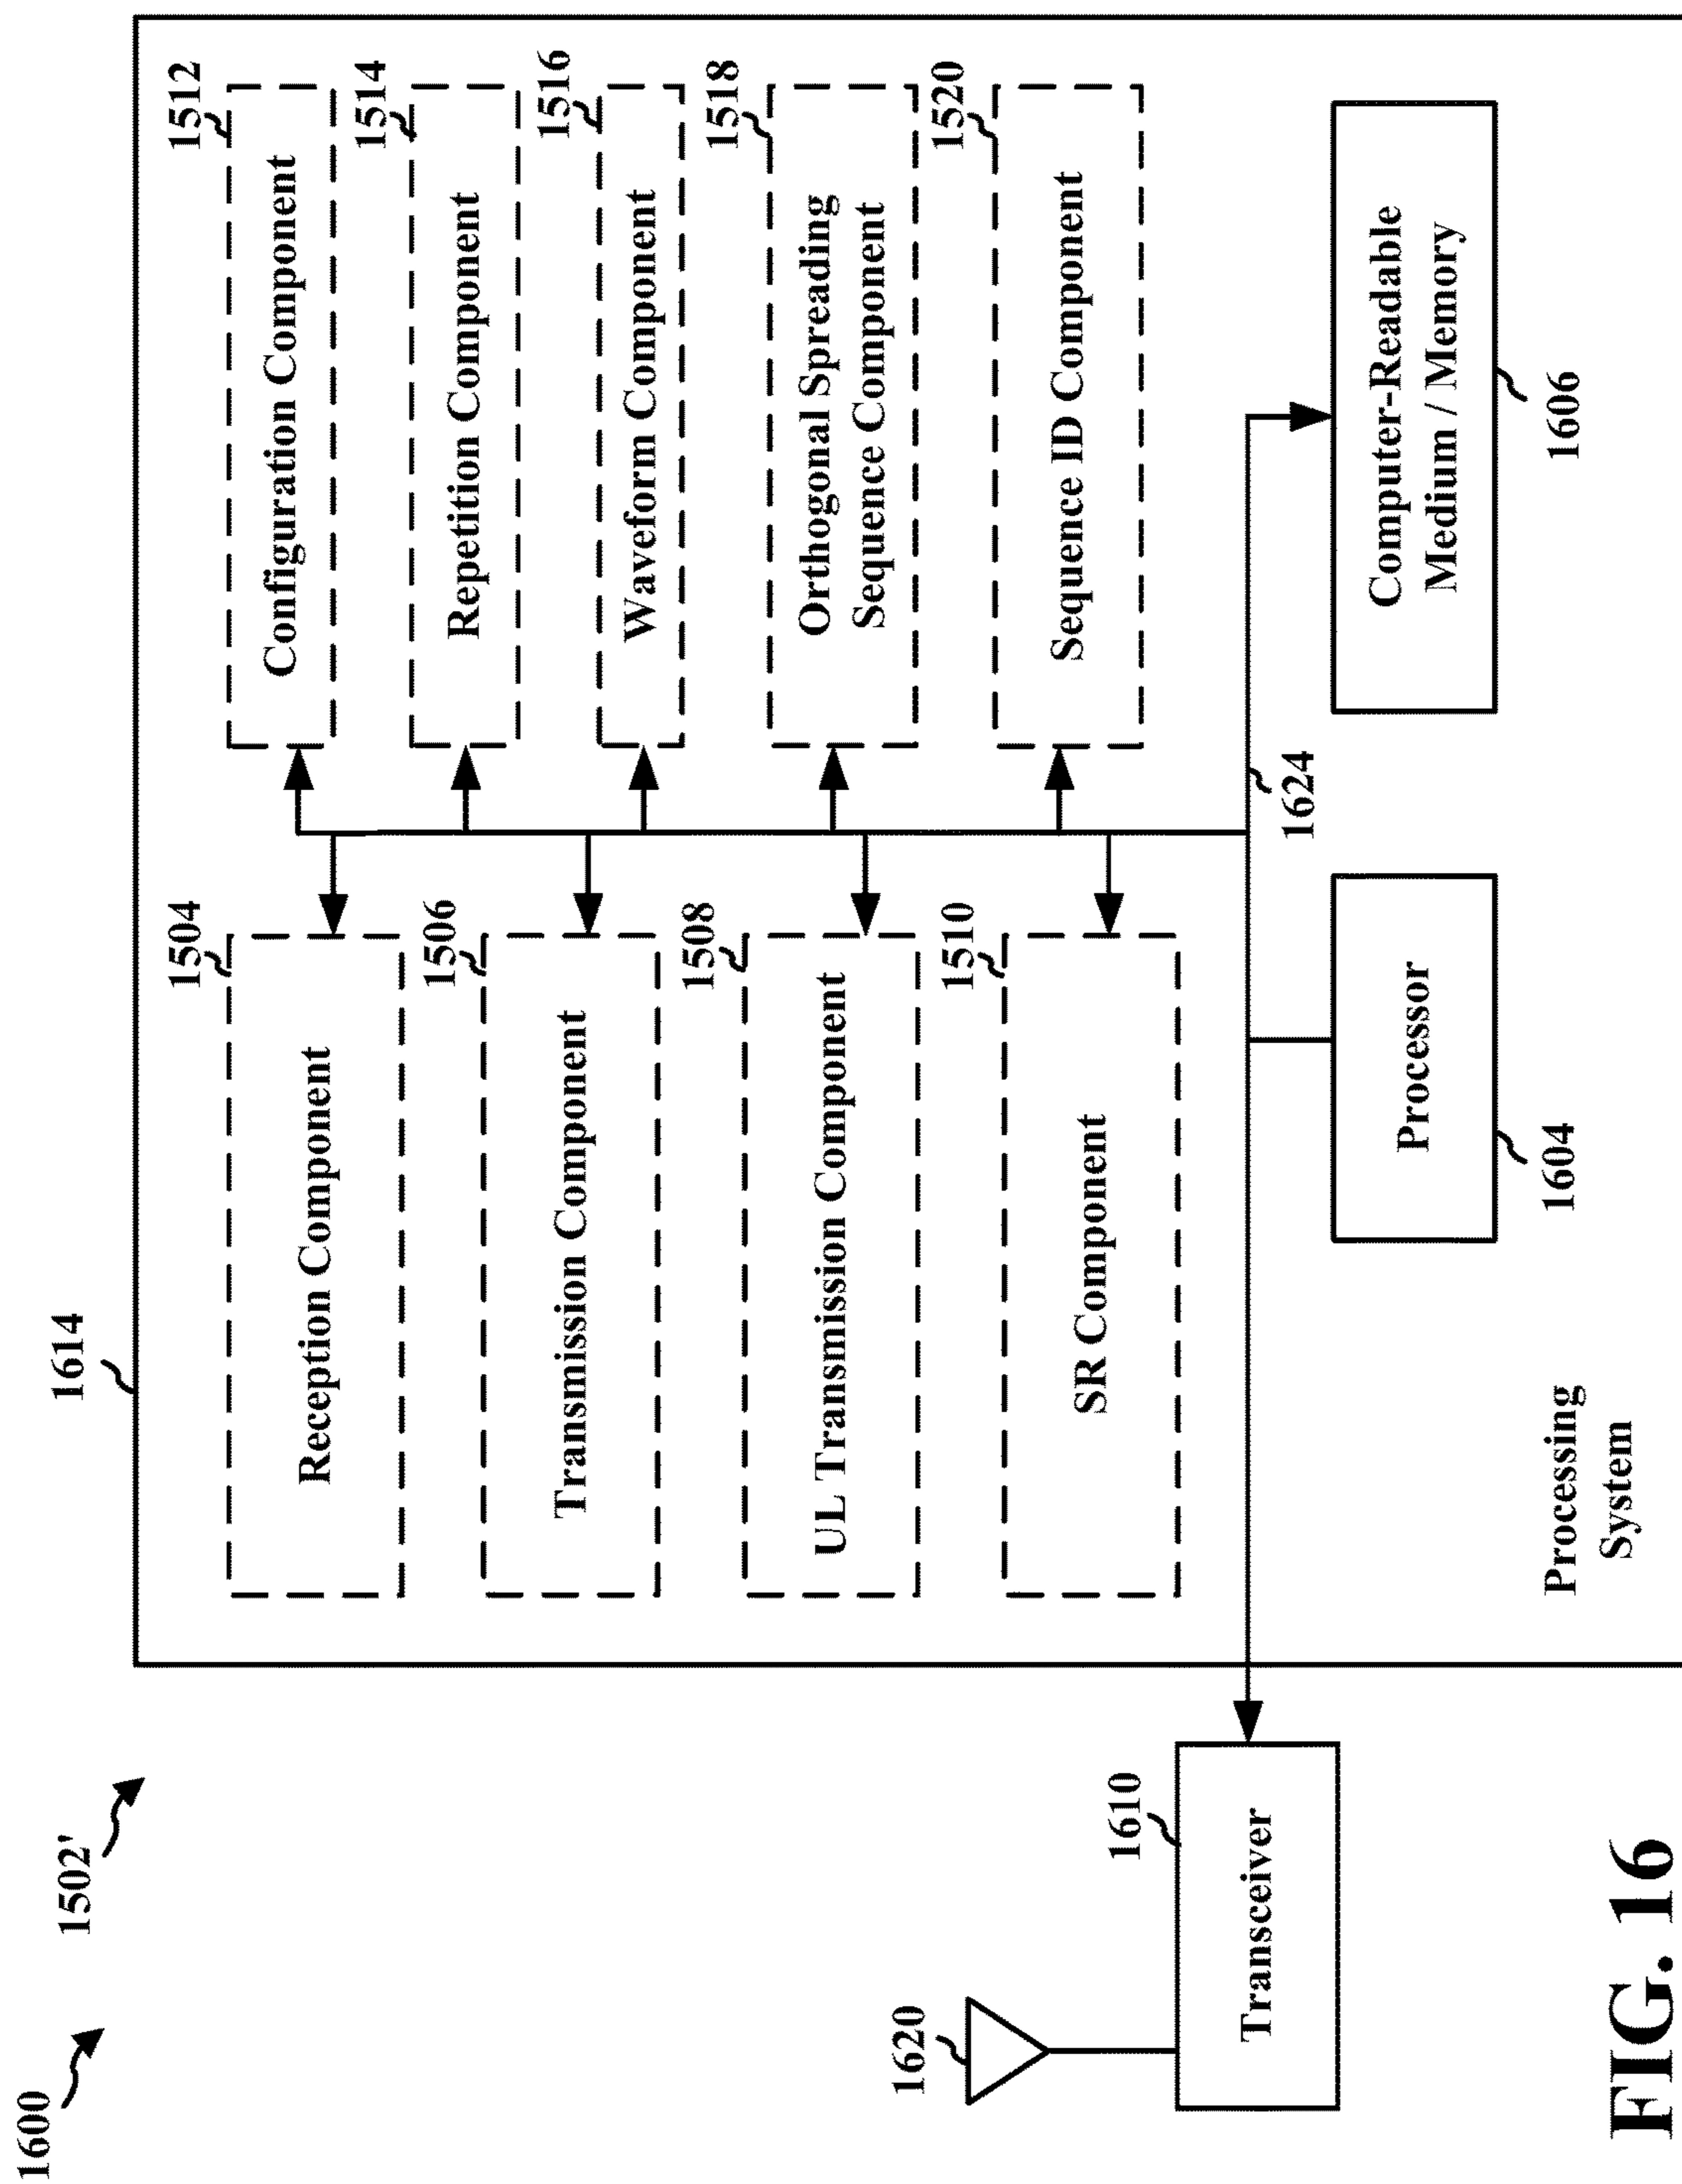 1600
1502'
1614
1504
Reception Component
1506
Transmission Component
1508
UL Transmission Component
1510
SR Component
1512
Configuration Component
1514
Repetition Component
1516
Waveform Component
1518
Orthogonal Spreading
Sequence Component
1520
Sequence ID Component
1620
1610
Transceiver
1624
Processor
1604
Computer-Readable
Medium / Memory
1606
Processing
System
FIG. 16